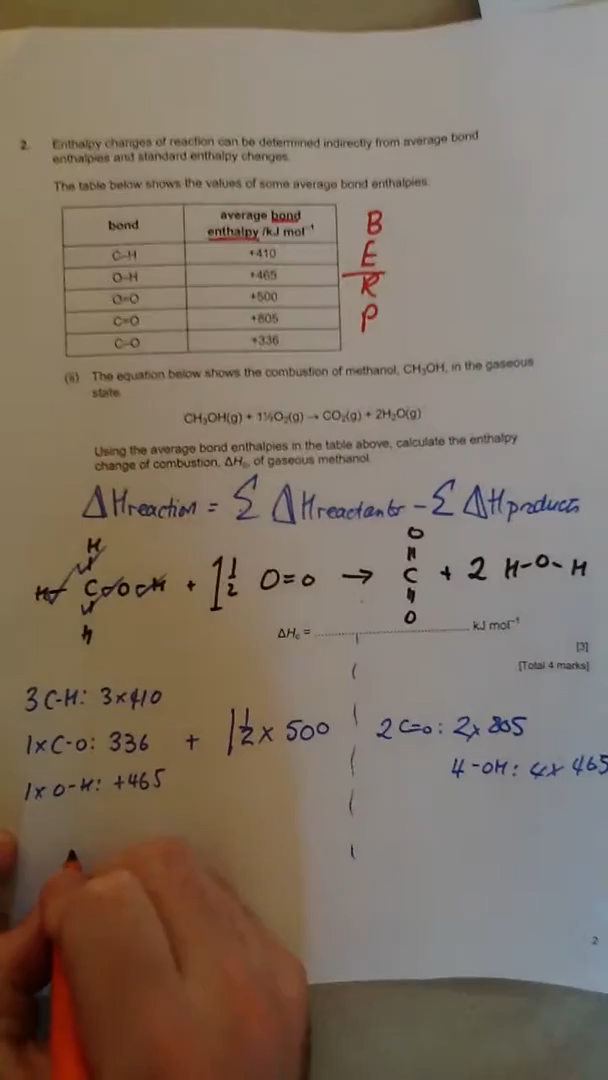 2. Enthalpy changes of reaction can be determined indirectly from average bond
enthalpies and standard enthalpy changes.
The table below shows the values of some average bond enthalpies.
bond average bond enthalpy /kJ mol⁻¹
C–H +410
O–H +465
O=O +500
C=O +805
C–O +336
B
E
R
P
(ii) The equation below shows the combustion of methanol, CH₃OH, in the gaseous
state.
CH₃OH(g) + 1½O₂(g) → CO₂(g) + 2H₂O(g)
Using the average bond enthalpies in the table above, calculate the enthalpy
change of combustion, ΔHc, of gaseous methanol.
ΔHreaction = Σ ΔHreactants - Σ ΔHproducts
H
H-C-O-H + 1½ O=O → O=C=O + 2 H-O-H
H
ΔHc = .............................. kJ mol⁻¹
[3]
[Total 4 marks]
3 C-H: 3×410
1x C-O: 336 + 1½ x 500 2 C=O: 2x 805
1x O-H: +465 4-OH: 4x 465
2